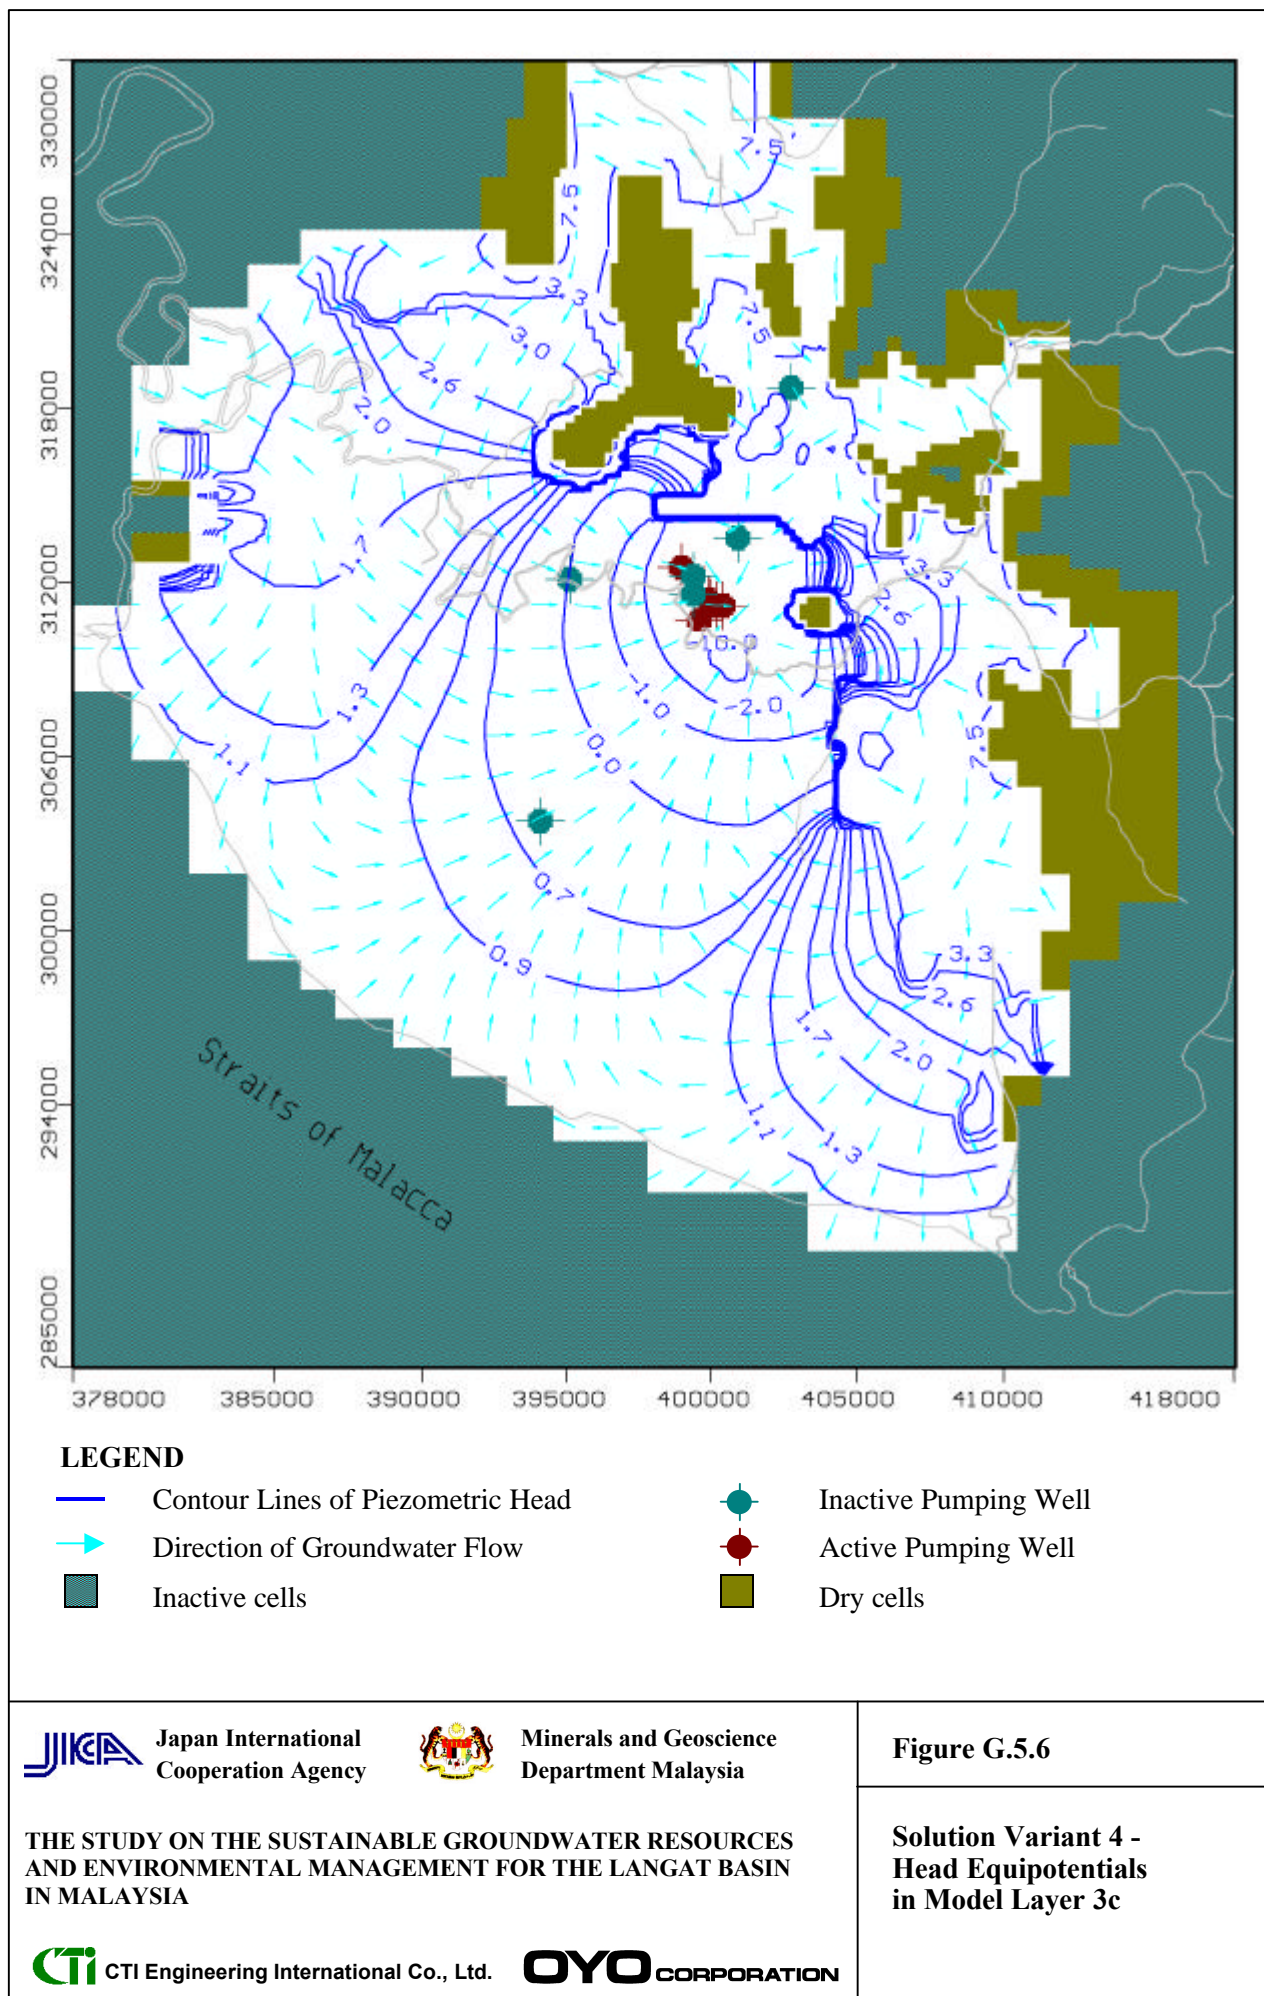 330000
324000
318000
312000
306000
300000
294000
285000
7.5
7.5
3.3
7.5
3.0
2.6
2.0
1.7
3.3
2.6
-10.0
-1.0
-2.0
1.3
0.0
7.5
1.1
0.7
0.9
3.3
2.6
1.7
2.0
1.1
1.3
Straits of Malacca
378000 385000 390000 395000 400000 405000 410000 418000
LEGEND
Contour Lines of Piezometric Head
Inactive Pumping Well
Direction of Groundwater Flow
Active Pumping Well
Inactive cells
Dry cells
JICA
Japan International
Cooperation Agency
Minerals and Geoscience
Department Malaysia
Figure G.5.6
THE STUDY ON THE SUSTAINABLE GROUNDWATER RESOURCES
AND ENVIRONMENTAL MANAGEMENT FOR THE LANGAT BASIN
IN MALAYSIA
Solution Variant 4 -
Head Equipotentials
in Model Layer 3c
CTi CTI Engineering International Co., Ltd.
OYO CORPORATION